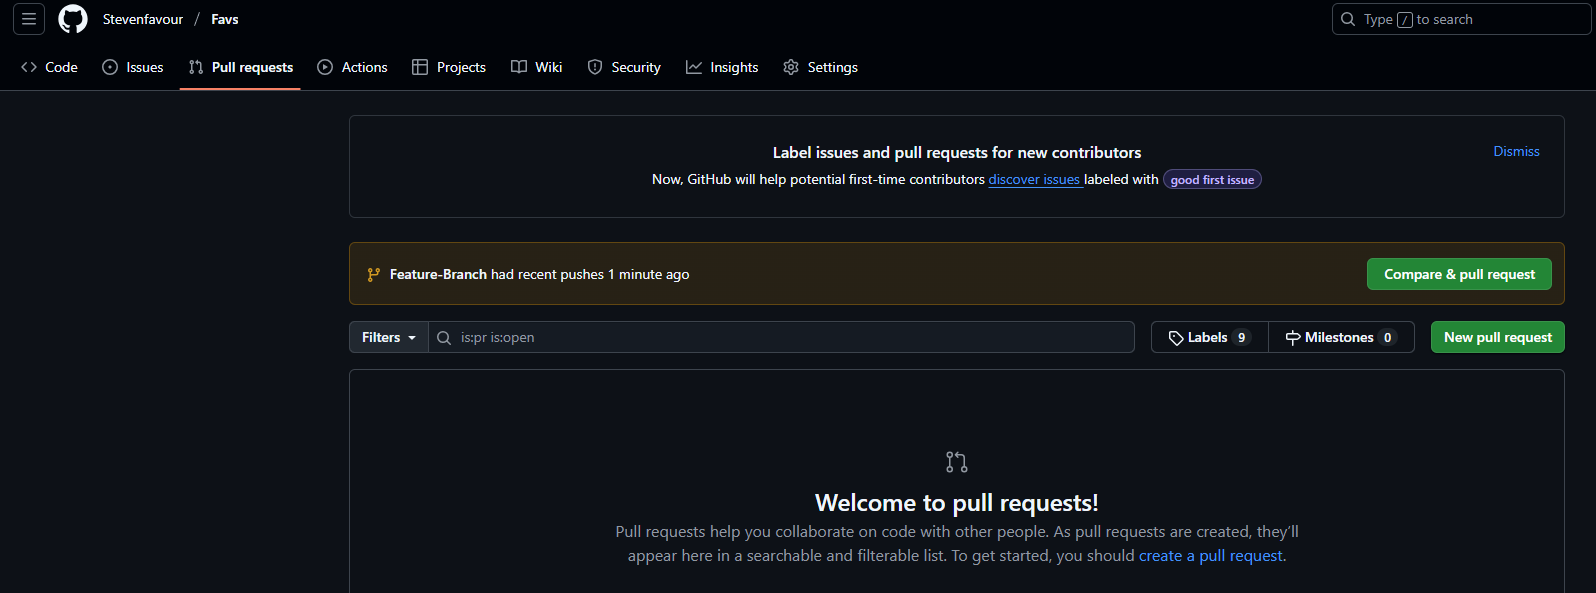 Stevenfavour / Favs
Type / to search
Code Issues Pull requests Actions Projects Wiki Security Insights Settings
Label issues and pull requests for new contributors
Dismiss
Now, GitHub will help potential first-time contributors discover issues labeled with good first issue
Feature-Branch had recent pushes 1 minute ago
Compare & pull request
Filters is:pr is:open Labels 9 Milestones 0 New pull request
Welcome to pull requests!
Pull requests help you collaborate on code with other people. As pull requests are created, they’ll
appear here in a searchable and filterable list. To get started, you should create a pull request.